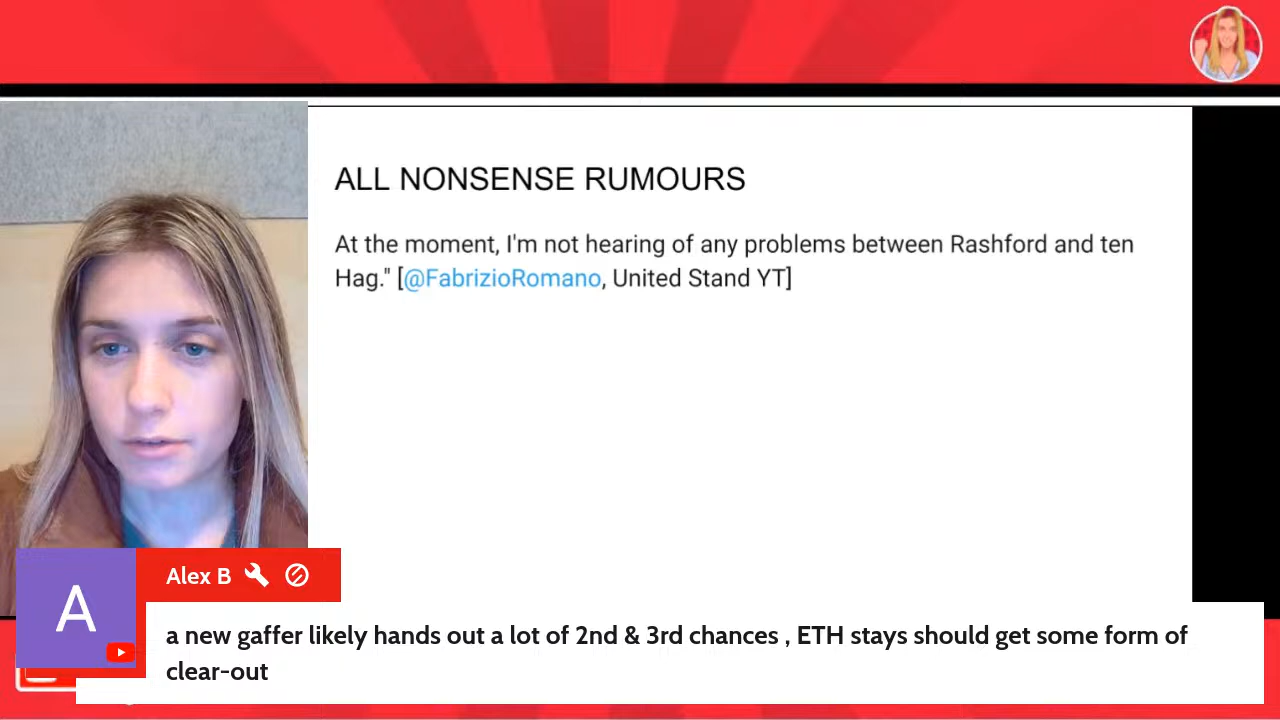 ALL NONSENSE RUMOURS
At the moment, I'm not hearing of any problems between Rashford and ten
Hag." [@FabrizioRomano, United Stand YT]
A
Alex B
a new gaffer likely hands out a lot of 2nd & 3rd chances , ETH stays should get some form of
clear-out